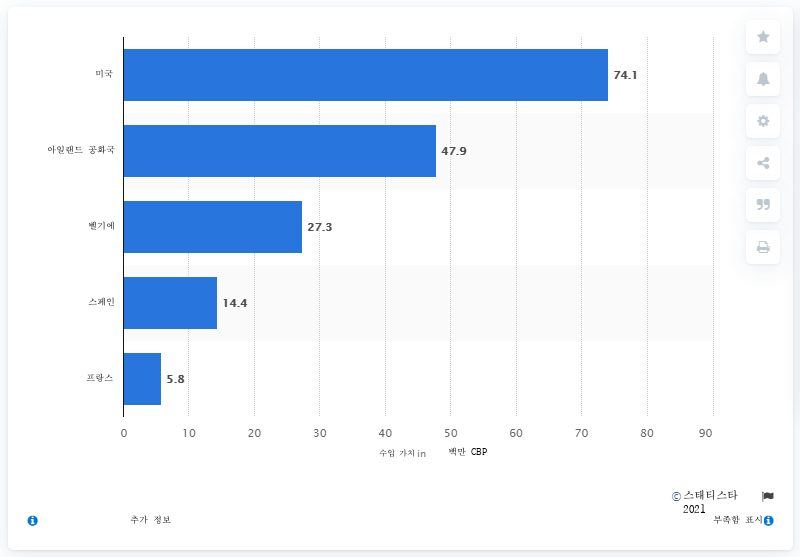 미국
74.1
아일랜드 공화국
47.9
벨기에
27.3
스페인
14.4
프랑스
5.8
0 10 20 30 40 50 60 70 80 90
수입 가치 in 백만 CBP
© 스태티스타
2021
추가 정보
부족함 표시